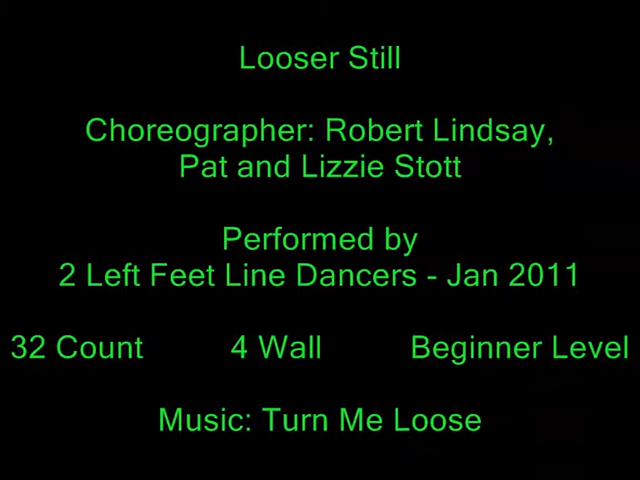 Looser Still
Choreographer: Robert Lindsay,
Pat and Lizzie Stott
Performed by
2 Left Feet Line Dancers - Jan 2011
32 Count 4 Wall Beginner Level
Music: Turn Me Loose